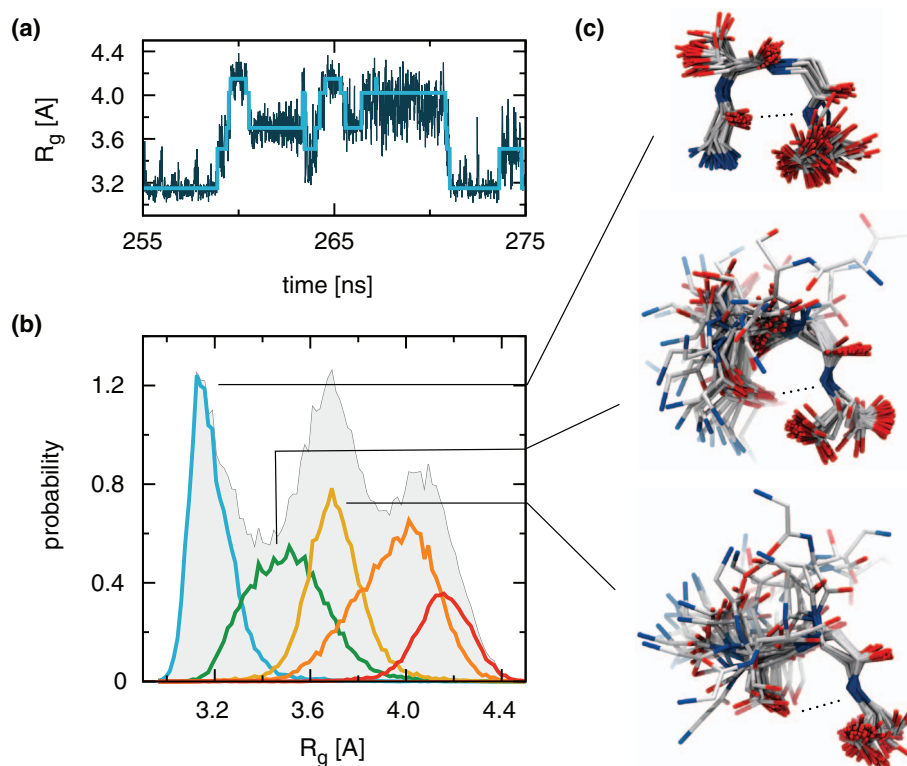 (a)
R_g [A]
4.4
4.0
3.6
3.2
255
265
275
time [ns]
(b)
probability
1.2
0.8
0.4
0
3.2
3.6
4.0
4.4
R_g [A]
(c)